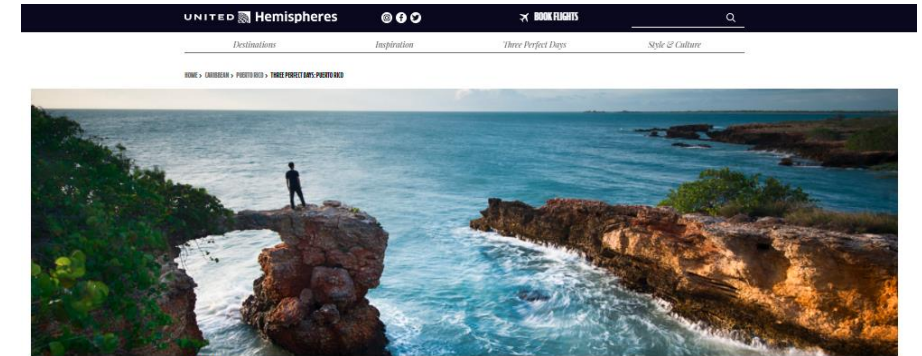 UNITED Hemispheres BOOK FLIGHTS
Destinations Inspiration Three Perfect Days Style & Culture
HOME > CARIBBEAN > PUERTO RICO > THREE PERFECT DAYS: PUERTO RICO